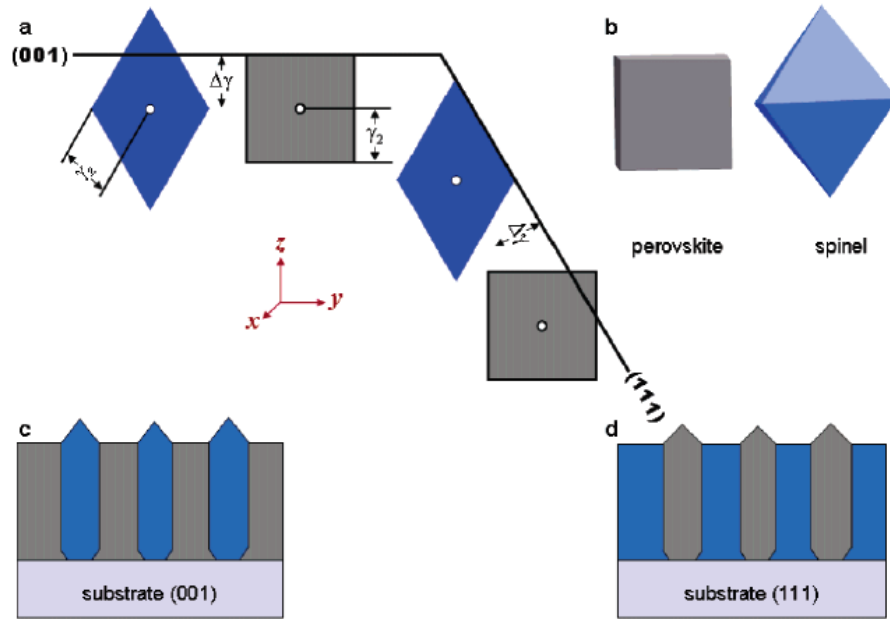 a
b
(001)
Δγ
γ₂
perovskite
spinel
z
y
x
(111)
c
d
substrate (001)
substrate (111)